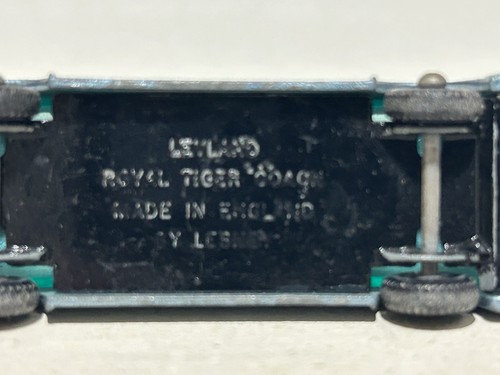 LEYLAND
ROYAL TIGER COACH
MADE IN ENGLAND
BY LESNEY